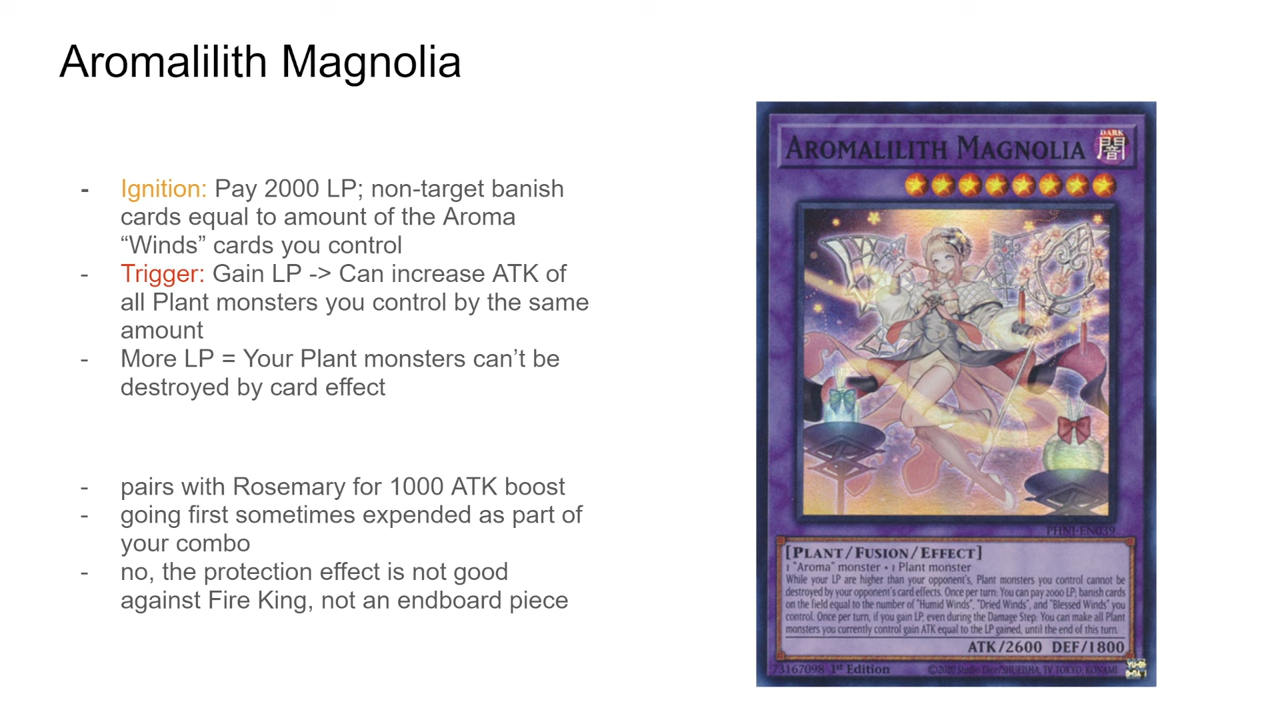 Aromalilith Magnolia
- Ignition: Pay 2000 LP; non-target banish
cards equal to amount of the Aroma
“Winds” cards you control
- Trigger: Gain LP -> Can increase ATK of
all Plant monsters you control by the same
amount
- More LP = Your Plant monsters can’t be
destroyed by card effect
- pairs with Rosemary for 1000 ATK boost
- going first sometimes expended as part of
your combo
- no, the protection effect is not good
against Fire King, not an endboard piece
AROMALILITH MAGNOLIA
DARK
闇
PHNI-EN039
[PLANT/FUSION/EFFECT]
1 "Aroma" monster + 1 Plant monster
While your LP are higher than your opponent's, Plant monsters you control cannot be
destroyed by your opponent's card effects. Once per turn: You can pay 2000 LP; banish cards
on the field equal to the number of "Humid Winds", "Dried Winds", and "Blessed Winds" you
control. Once per turn, if you gain LP, even during the Damage Step: You can make all Plant
monsters you currently control gain ATK equal to the LP gained, until the end of this turn.
ATK/2600 DEF/1800
73167098 1st Edition
©2020 Studio Dice/SHUEISHA, TV TOKYO, KONAMI